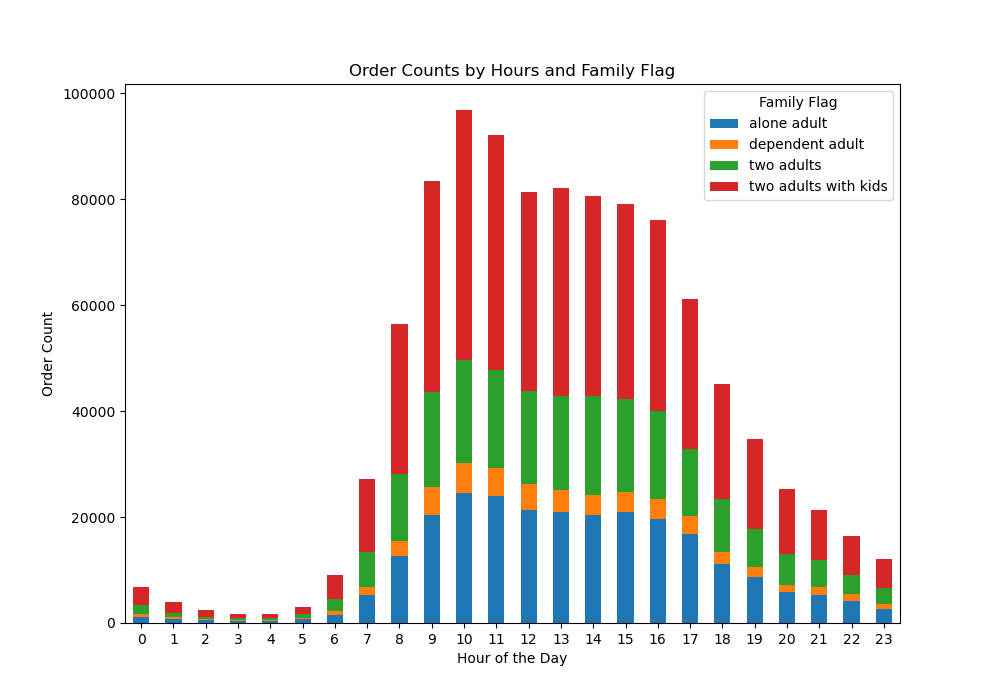 Order Counts by Hours and Family Flag
Order Count
100000
80000
60000
40000
20000
0
Family Flag
alone adult
dependent adult
two adults
two adults with kids
0 1 2 3 4 5 6 7 8 9 10 11 12 13 14 15 16 17 18 19 20 21 22 23
Hour of the Day